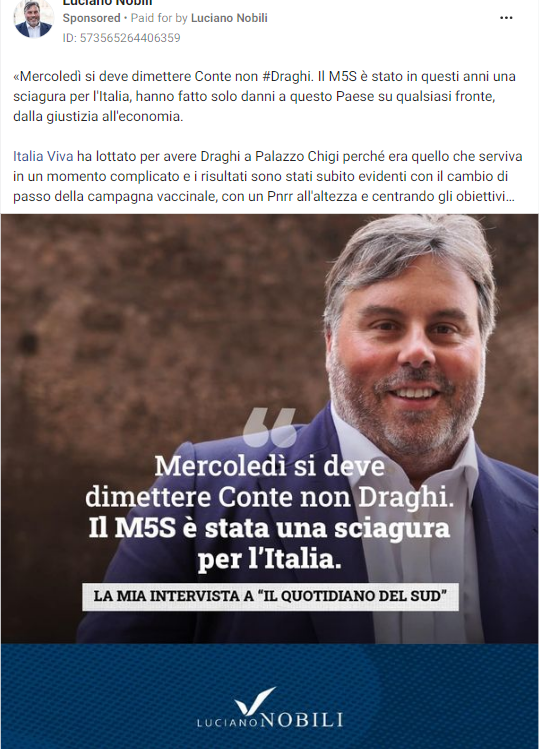 Luciano Nobili
Sponsored • Paid for by Luciano Nobili
ID: 573565264406359
«Mercoledì si deve dimettere Conte non #Draghi. Il M5S è stato in questi anni una
sciagura per l'Italia, hanno fatto solo danni a questo Paese su qualsiasi fronte,
dalla giustizia all'economia.
Italia Viva ha lottato per avere Draghi a Palazzo Chigi perché era quello che serviva
in un momento complicato e i risultati sono stati subito evidenti con il cambio di
passo della campagna vaccinale, con un Pnrr all'altezza e centrando gli obiettivi...
“
Mercoledì si deve
dimettere Conte non Draghi.
Il M5S è stata una sciagura
per l’Italia.
LA MIA INTERVISTA A “IL QUOTIDIANO DEL SUD”
LUCIANO NOBILI